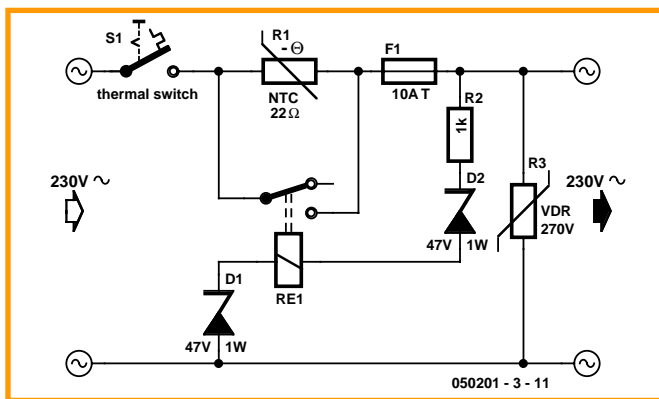 S1
thermal switch
R1
-Θ
NTC
22Ω
F1
10A T
R2
1k
R3
VDR
270V
D2
47V 1W
230V ~
230V ~
RE1
D1
47V 1W
050201 - 3 - 11